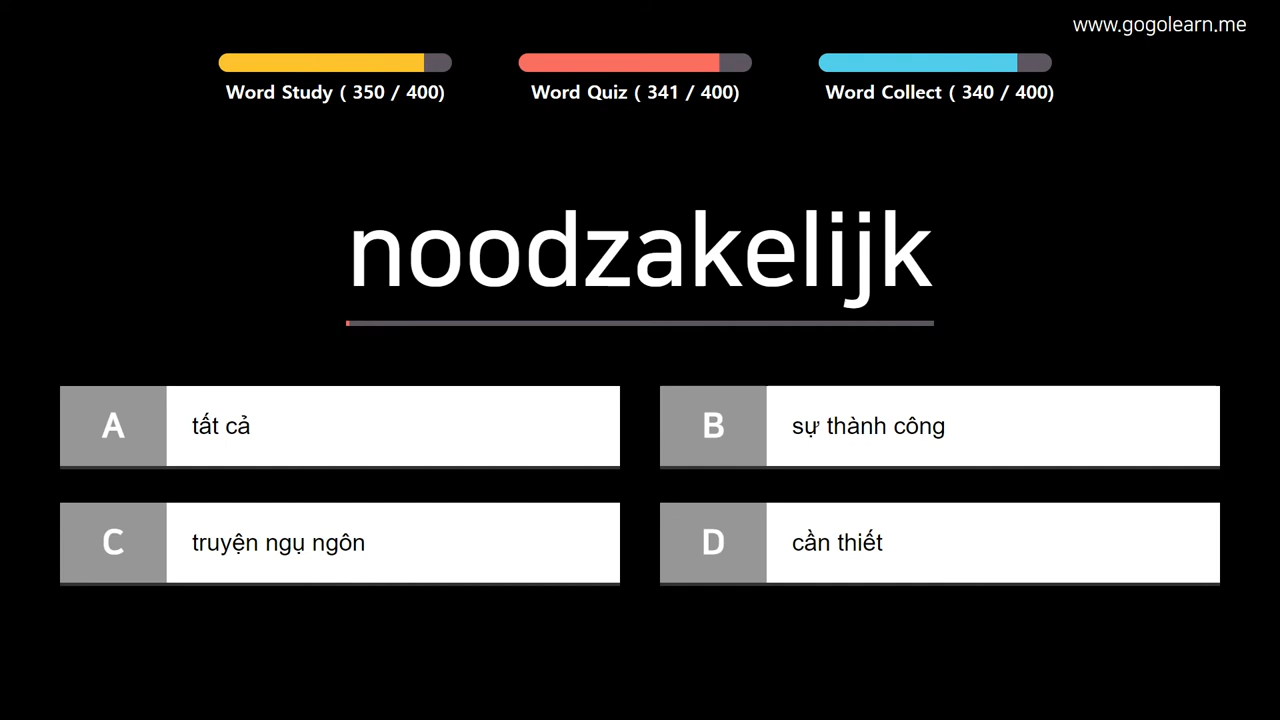 www.gogolearn.me
Word Study ( 350 / 400)
Word Quiz ( 341 / 400)
Word Collect ( 340 / 400)
noodzakelijk
A
tất cả
B
sự thành công
C
truyện ngụ ngôn
D
cần thiết